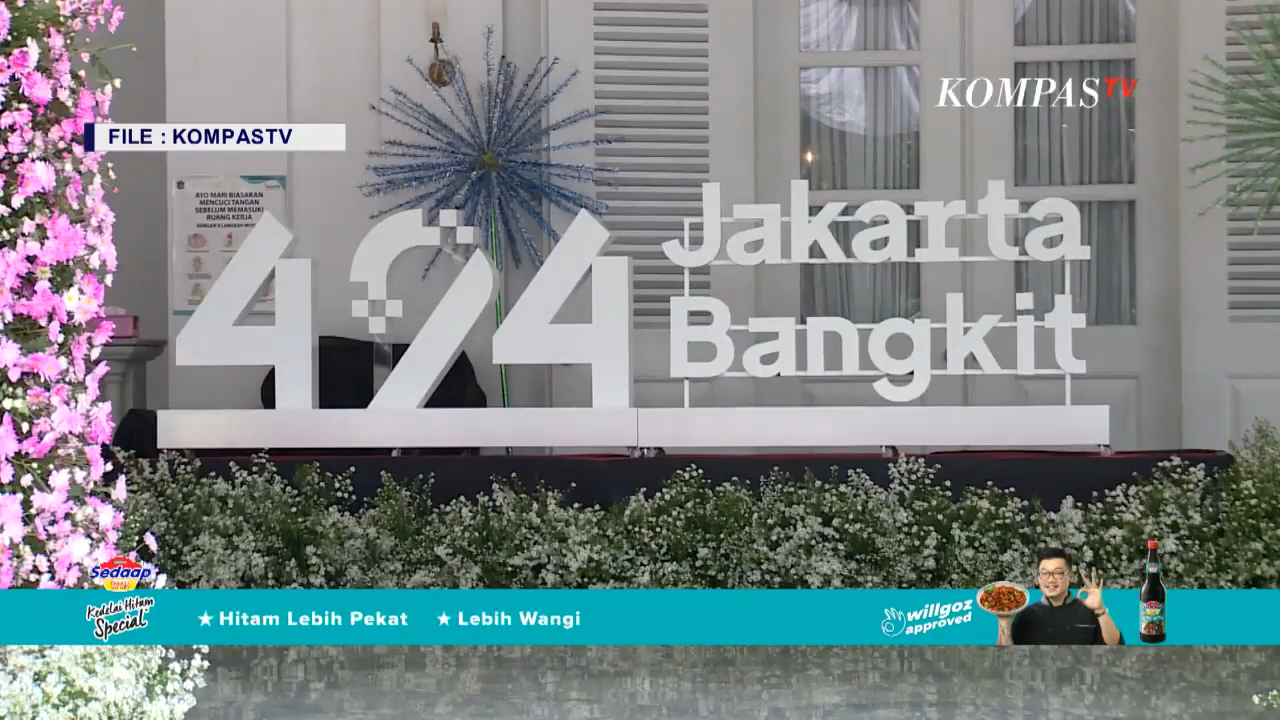 KOMPASTV
FILE : KOMPASTV
AYO MARI BIASAKAN
MENCUCI TANGAN
SEBELUM MEMASUKI
RUANG KERJA
424
Jakarta
Bangkit
Sedaap
Kedelai Hitam
Special
★ Hitam Lebih Pekat ★ Lebih Wangi
willgoz
approved